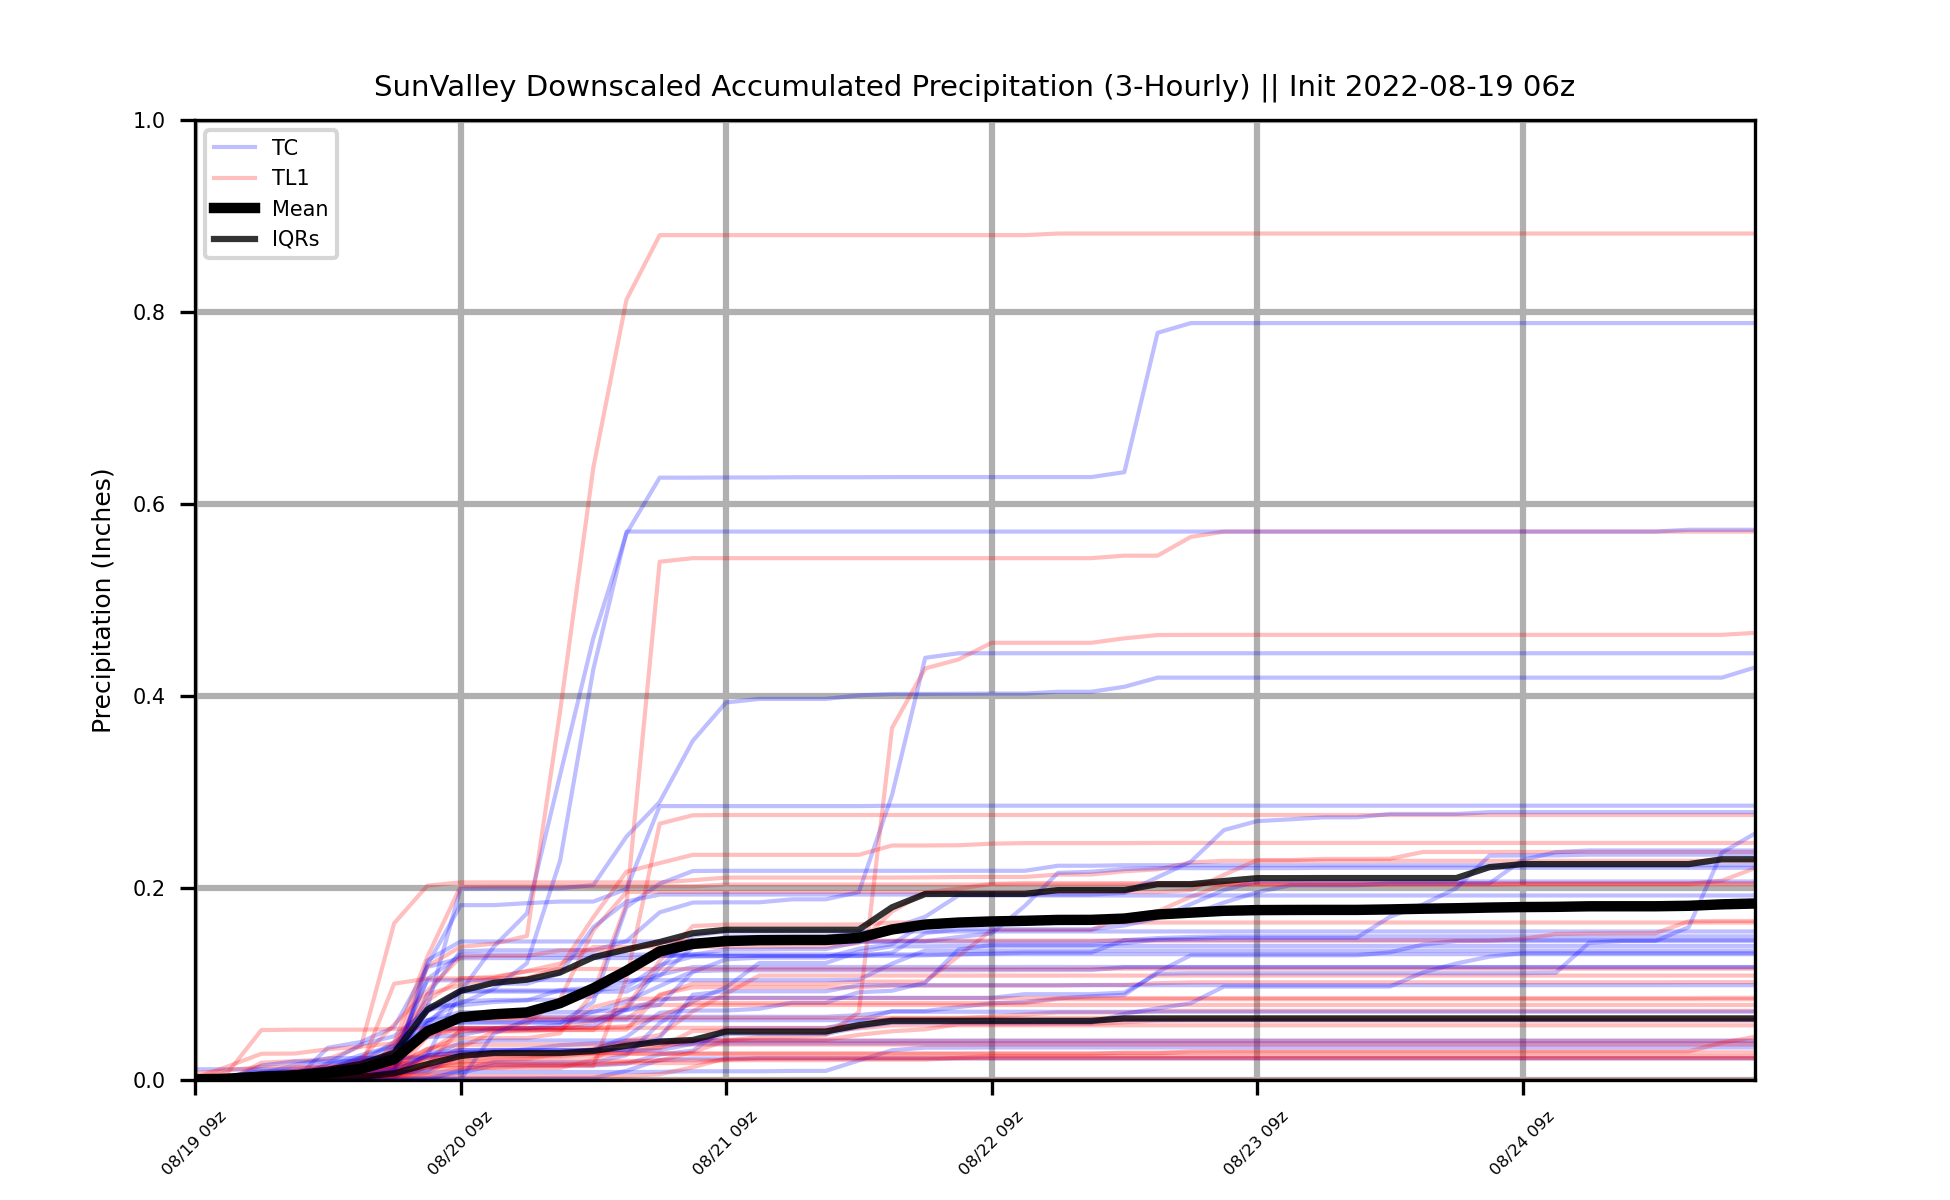 SunValley Downscaled Accumulated Precipitation (3-Hourly) || Init 2022-08-19 06z
1.0
TC
TL1
Mean
IQRs
0.8
0.6
Precipitation (Inches)
0.4
0.2
0.0
08/19 09z
08/20 09z
08/21 09z
08/22 09z
08/23 09z
08/24 09z